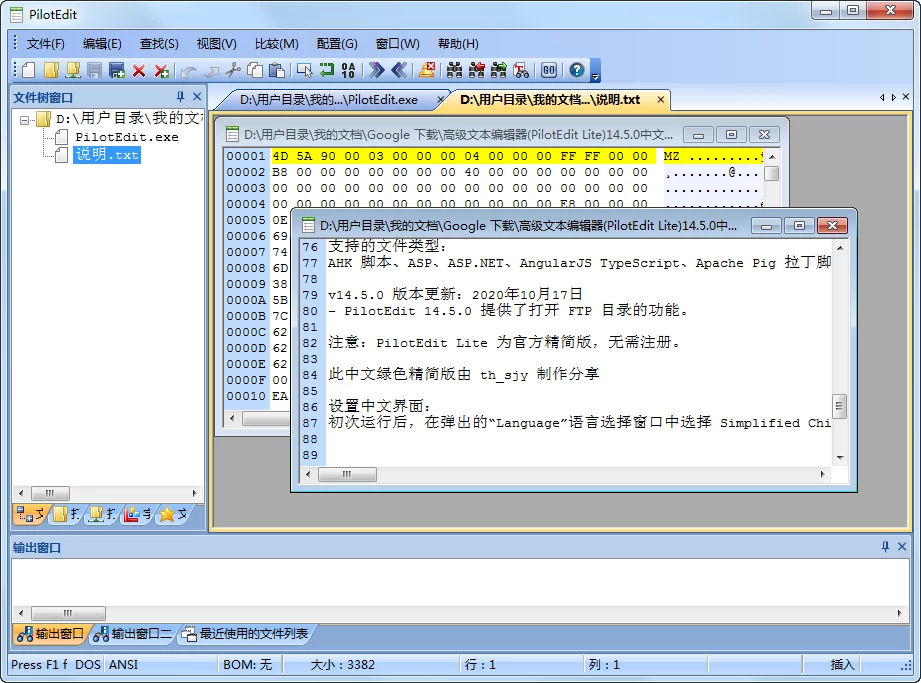 PilotEdit
文件(F) 编辑(E) 查找(S) 视图(V) 比较(M) 配置(G) 窗口(W) 帮助(H)
文件树窗口
D:\用户目录\我的...\PilotEdit.exe
D:\用户目录\我的文档...\说明.txt
D:\用户目录\我的文
PilotEdit.exe
说明.txt
D:\用户目录\我的文档\Google 下载\高级文本编辑器(PilotEdit Lite)14.5.0中文...
00001 4D 5A 90 00 03 00 00 00 04 00 00 00 FF FF 00 00 MZ .........
00002 B8 00 00 00 00 00 00 00 40 00 00 00 00 00 00 00 ........@...
00003 00 00 00 00 00 00 00 00 00 00 00 00 00 00 00 00 ............
00004 00 00 00 00 00 00 00 00 00 00 00 00 E8 00 00 00
00005 0E
00006 69
00007 74
00008 6D
00009 38
0000A 5B
0000B 7C
0000C 62
0000D 62
0000E 62
0000F 00
00010 EA
D:\用户目录\我的文档\Google 下载\高级文本编辑器(PilotEdit Lite)14.5.0中...
76 支持的文件类型:
77 AHK 脚本、ASP、ASP.NET、AngularJS TypeScript、Apache Pig 拉丁脚
78
79 v14.5.0 版本更新: 2020年10月17日
80 - PilotEdit 14.5.0 提供了打开 FTP 目录的功能。
81
82 注意: PilotEdit Lite 为官方精简版，无需注册。
83
84 此中文绿色精简版由 th_sjy 制作分享
85
86 设置中文界面:
87 初次运行后，在弹出的“Language”语言选择窗口中选择 Simplified Chi
88
89
输出窗口
输出窗口 输出窗口二 最近使用的文件列表
Press F1 f DOS ANSI BOM: 无 大小 : 3382 行 : 1 列 : 1 插入